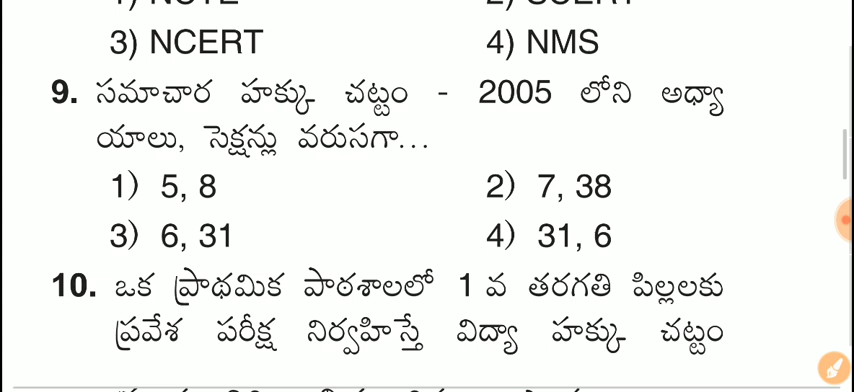 3) NCERT 4) NMS
9. సమాచార హక్కు చట్టం - 2005 లోని అధ్యా
యాలు, సెక్షన్లు వరుసగా...
1) 5, 8 2) 7, 38
3) 6, 31 4) 31, 6
10. ఒక ప్రాథమిక పాఠశాలలో 1 వ తరగతి పిల్లలకు
ప్రవేశ పరీక్ష నిర్వహిస్తే విద్యా హక్కు చట్టం